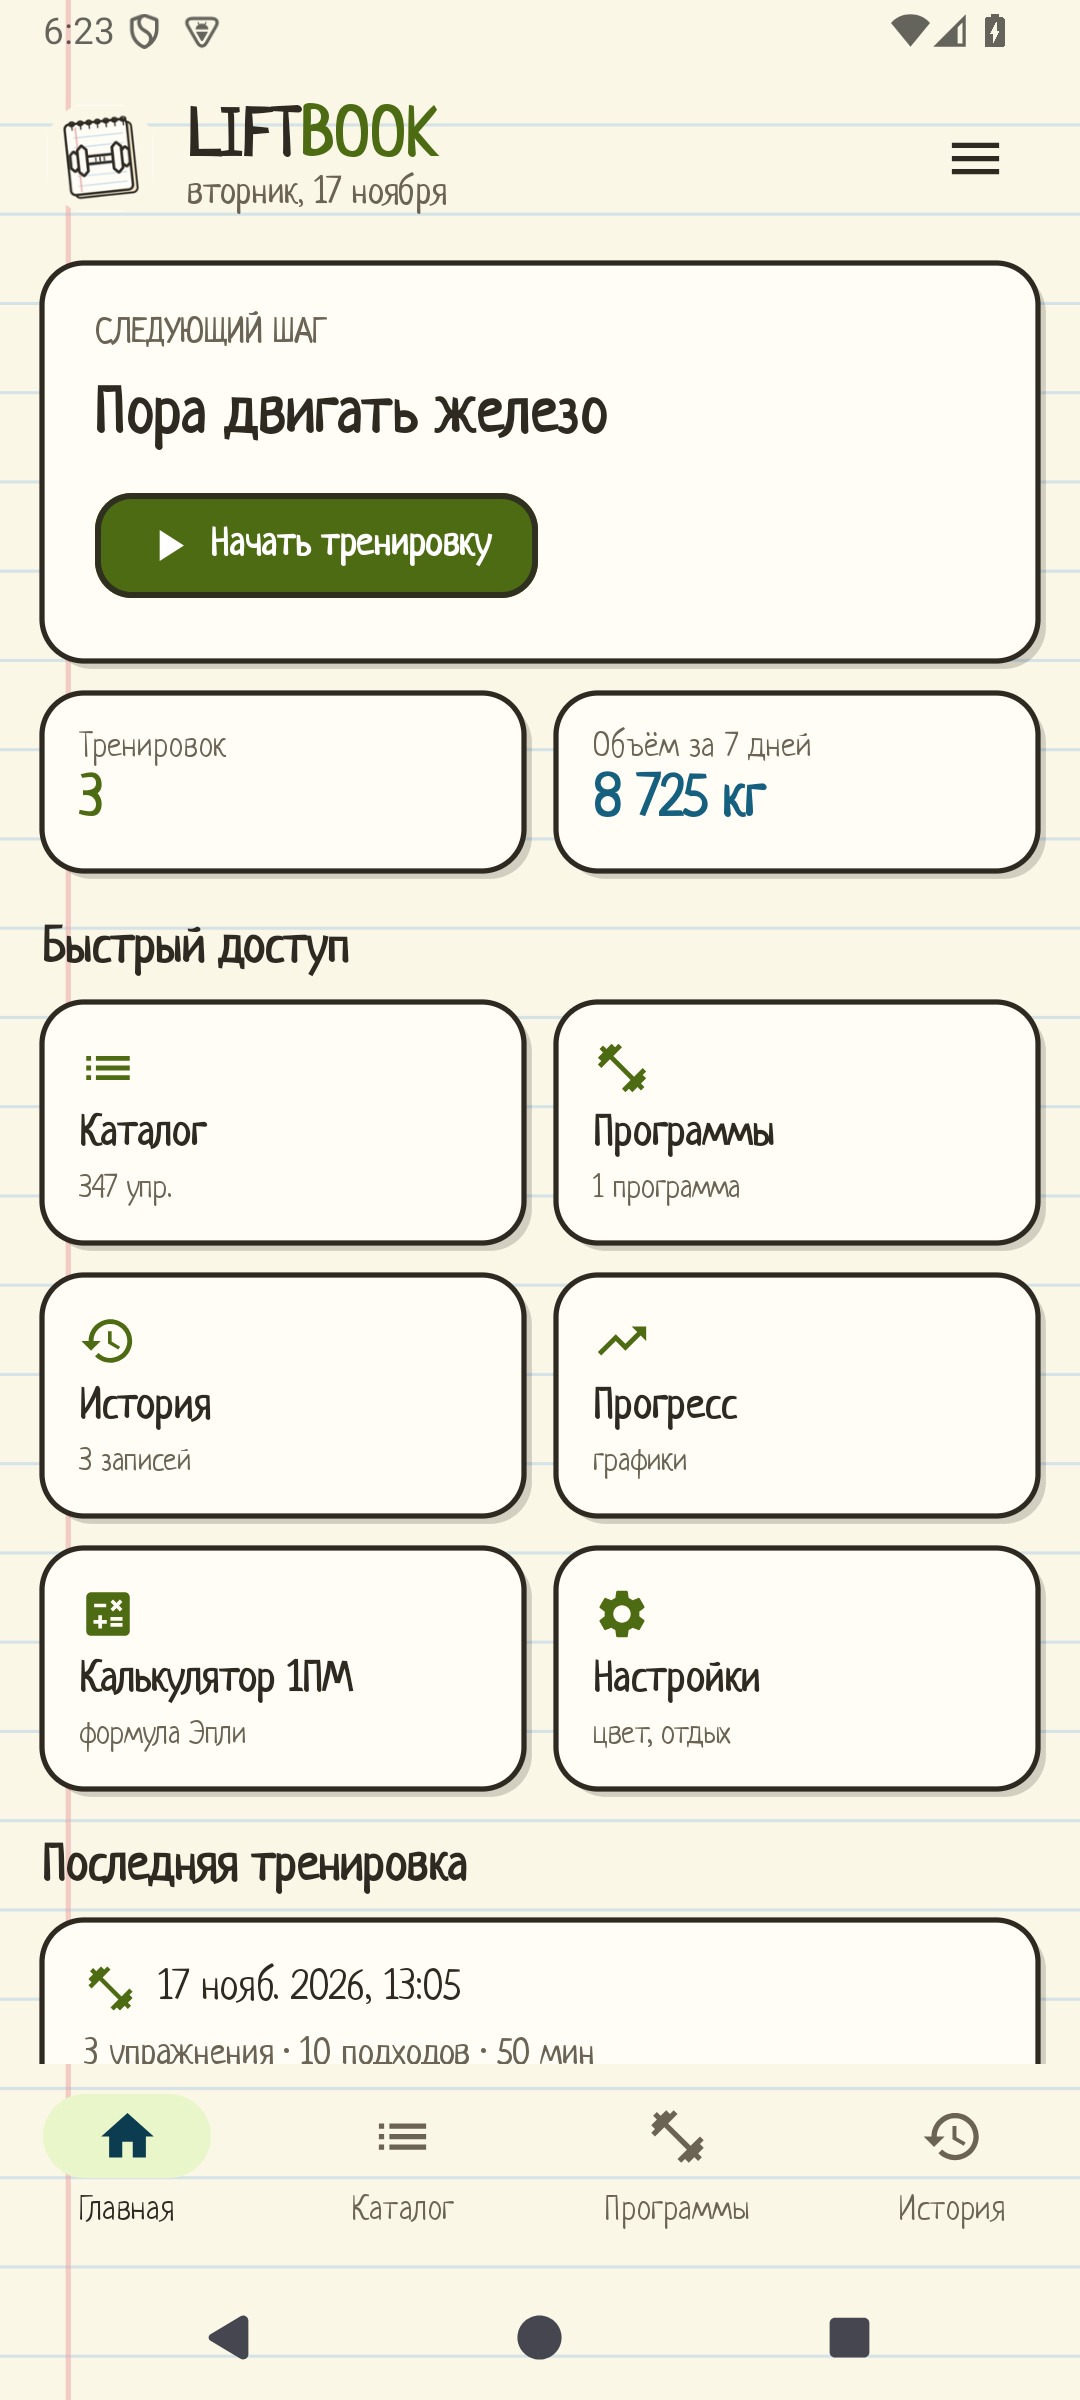 6:23
LIFTBOOK
вторник, 17 ноября
СЛЕДУЮЩИЙ ШАГ
Пора двигать железо
Начать тренировку
Тренировок
3
Объём за 7 дней
8 725 кг
Быстрый доступ
Каталог
347 упр.
Программы
1 программа
История
3 записей
Прогресс
графики
Калькулятор 1ПМ
формула Эпли
Настройки
цвет, отдых
Последняя тренировка
17 нояб. 2026, 13:05
3 упражнения · 10 подходов · 50 мин
Главная
Каталог
Программы
История